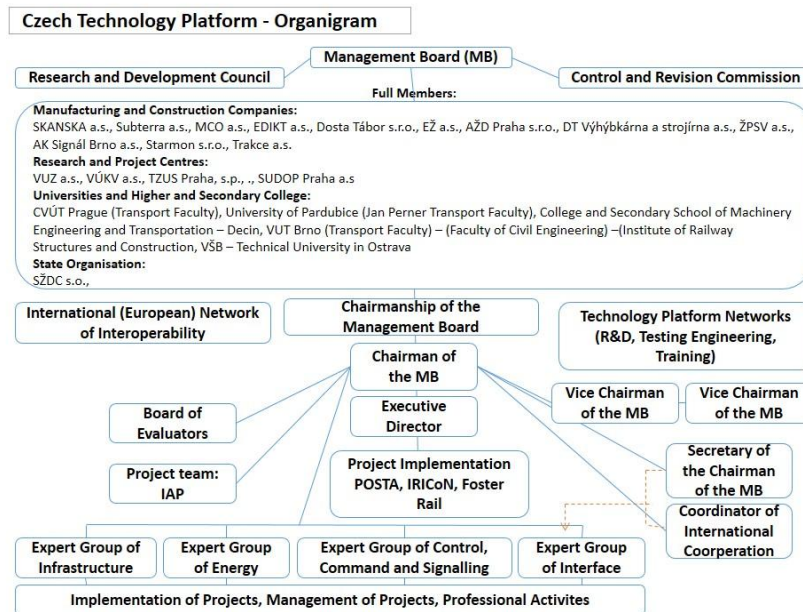 Czech Technology Platform - Organigram
Management Board (MB)
Research and Development Council
Control and Revision Commission
Full Members:
Manufacturing and Construction Companies:
SKANSKA a.s., Subterra a.s., MCO a.s., EDIKT a.s., Dosta Tábor s.r.o., EŽ a.s., AŽD Praha s.r.o., DT Výhýbkárna a strojírna a.s., ŽPSV a.s.,
AK Signál Brno a.s., Starmon s.r.o., Trakce a.s.
Research and Project Centres:
VUZ a.s., VÚKV a.s., TZUS Praha, s.p., ., SUDOP Praha a.s
Universities and Higher and Secondary College:
CVÚT Prague (Transport Faculty), University of Pardubice (Jan Perner Transport Faculty), College and Secondary School of Machinery
Engineering and Transportation – Decin, VUT Brno (Transport Faculty) – (Faculty of Civil Engineering) –(Institute of Railway
Structures and Construction, VŠB – Technical University in Ostrava
State Organisation:
SŽDC s.o.,
International (European) Network
of Interoperability
Chairmanship of the
Management Board
Technology Platform Networks
(R&D, Testing Engineering,
Training)
Chairman of
the MB
Vice Chairman
of the MB
Vice Chairman
of the MB
Board of
Evaluators
Executive
Director
Project team:
IAP
Project Implementation
POSTA, IRICoN, Foster
Rail
Secretary of
the Chairman
of the MB
Coordinator of
International
Coorperation
Expert Group of
Infrastructure
Expert Group
of Energy
Expert Group of Control,
Command and Signalling
Expert Group
of Interface
Implementation of Projects, Management of Projects, Professional Activites